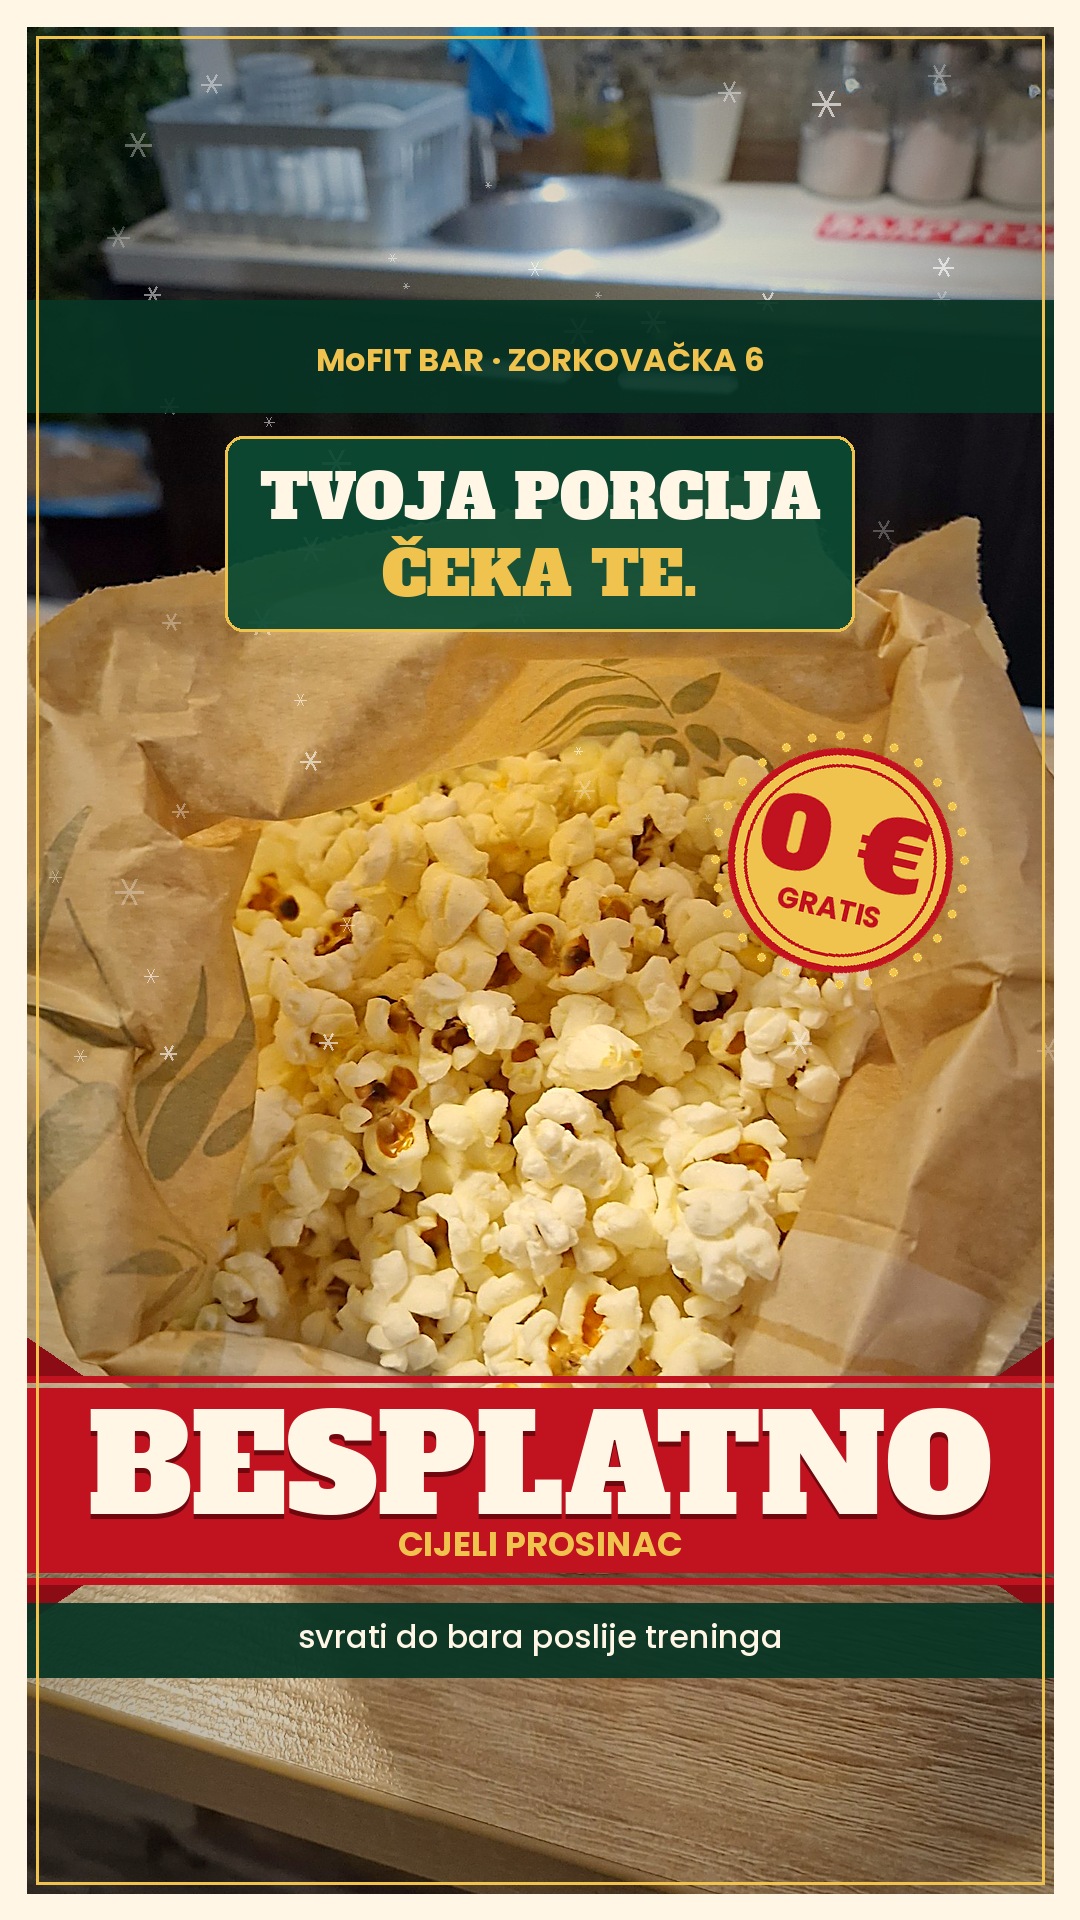 MoFIT BAR · ZORKOVAČKA 6
TVOJA PORCIJA
ČEKA TE.
0 €
GRATIS
BESPLATNO
CIJELI PROSINAC
svrati do bara poslije treninga